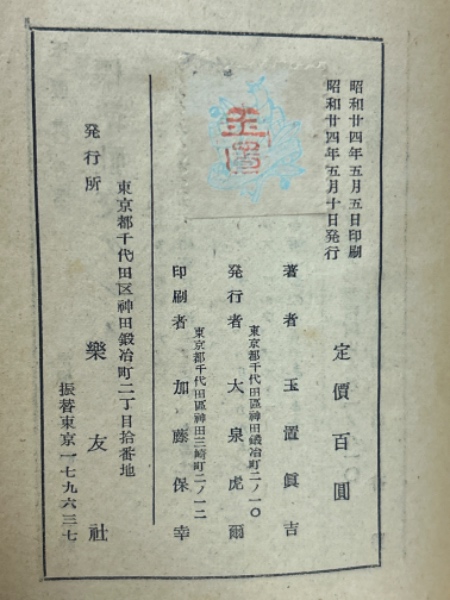 昭和廿四年五月五日印刷
昭和廿四年五月十日発行
定價百圓
著者 玉置眞吉
東京都千代田區神田鍛冶町二ノ一〇
発行者 大泉虎爾
東京都千代田區神田三崎町二ノ一二
印刷者 加藤保幸
東京都千代田区神田鍛冶町二丁目拾番地
発行所 樂友社
振替東京一七九六三七
玉置